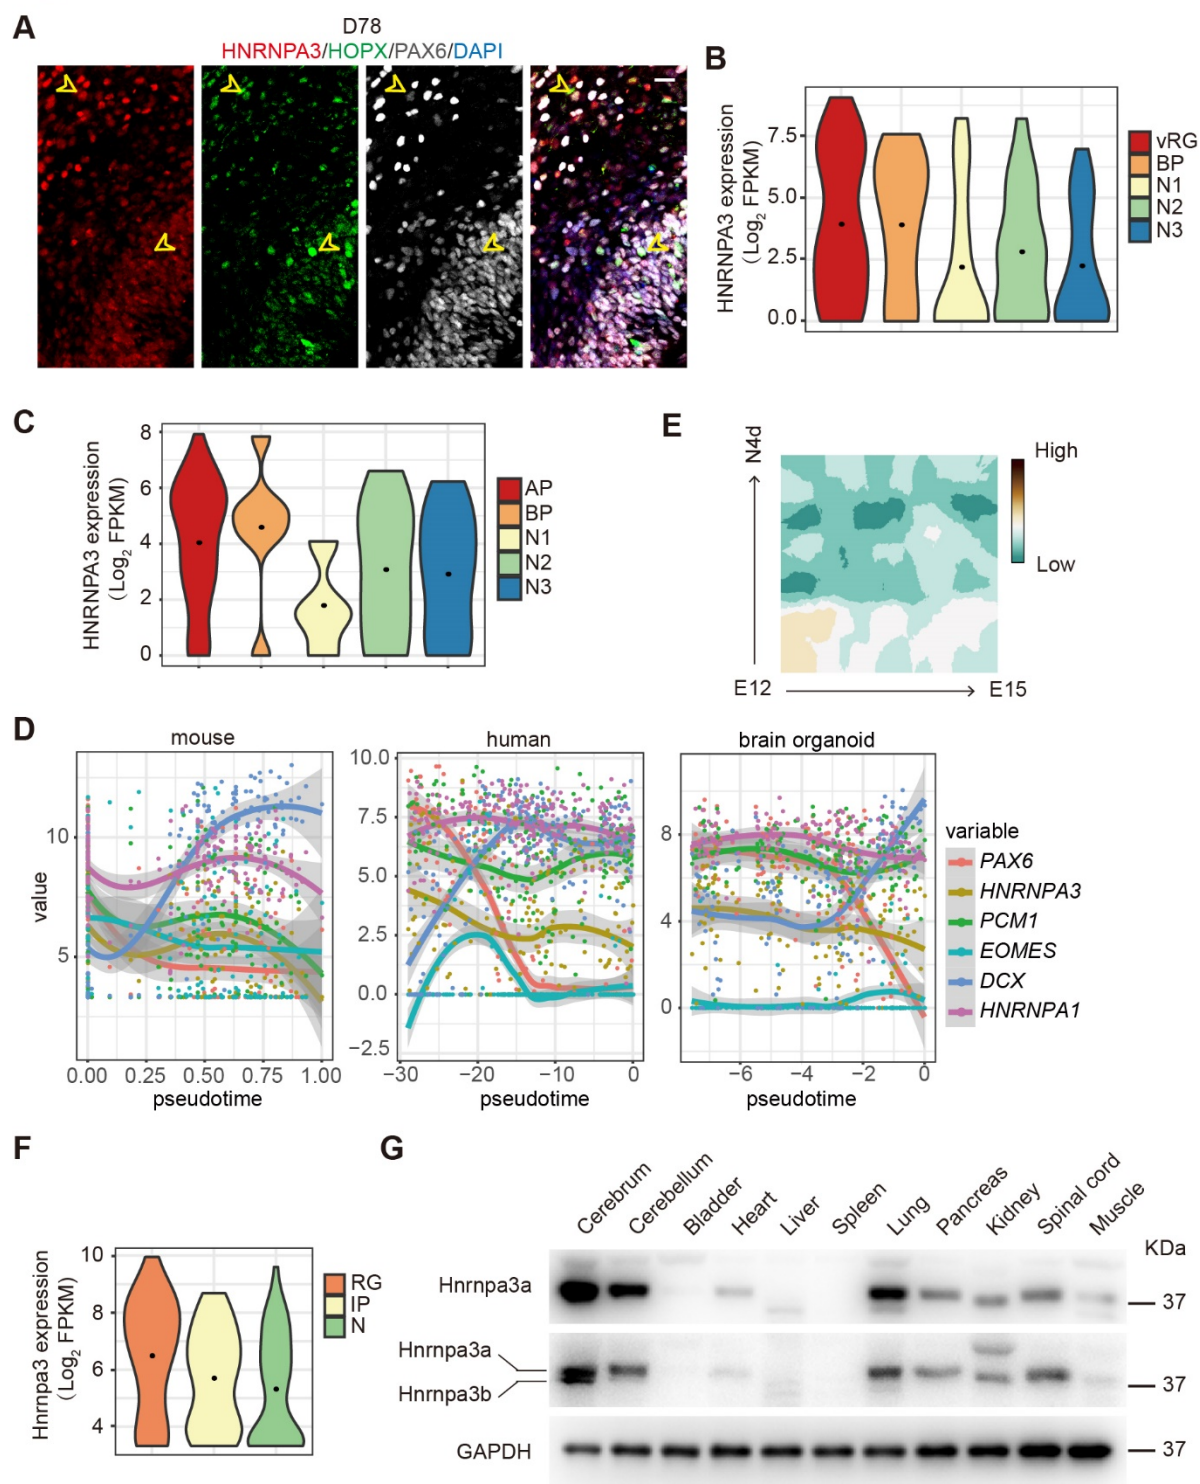 A
D78
HNRNPA3/HOPX/PAX6/DAPI
B
HNRNPA3 expression
(Log2 FPKM)
7.5
5.0
2.5
0.0
vRG
BP
N1
N2
N3
C
HNRNPA3 expression
(Log2 FPKM)
8
6
4
2
0
AP
BP
N1
N2
N3
E
N4d
E12
E15
High
Low
D
mouse
human
brain organoid
value
10
5
0.00 0.25 0.50 0.75 1.00
pseudotime
10.0
7.5
5.0
2.5
0.0
−2.5
−30 −20 −10 0
pseudotime
8
4
0
−6 −4 −2 0
pseudotime
variable
PAX6
HNRNPA3
PCM1
EOMES
DCX
HNRNPA1
F
Hnrnpa3 expression
(Log2 FPKM)
10
8
6
4
RG
IP
N
G
Cerebrum
Cerebellum
Bladder
Heart
Liver
Spleen
Lung
Pancreas
Kidney
Spinal cord
Muscle
KDa
Hnrnpa3a
37
Hnrnpa3a
Hnrnpa3b
37
GAPDH
37